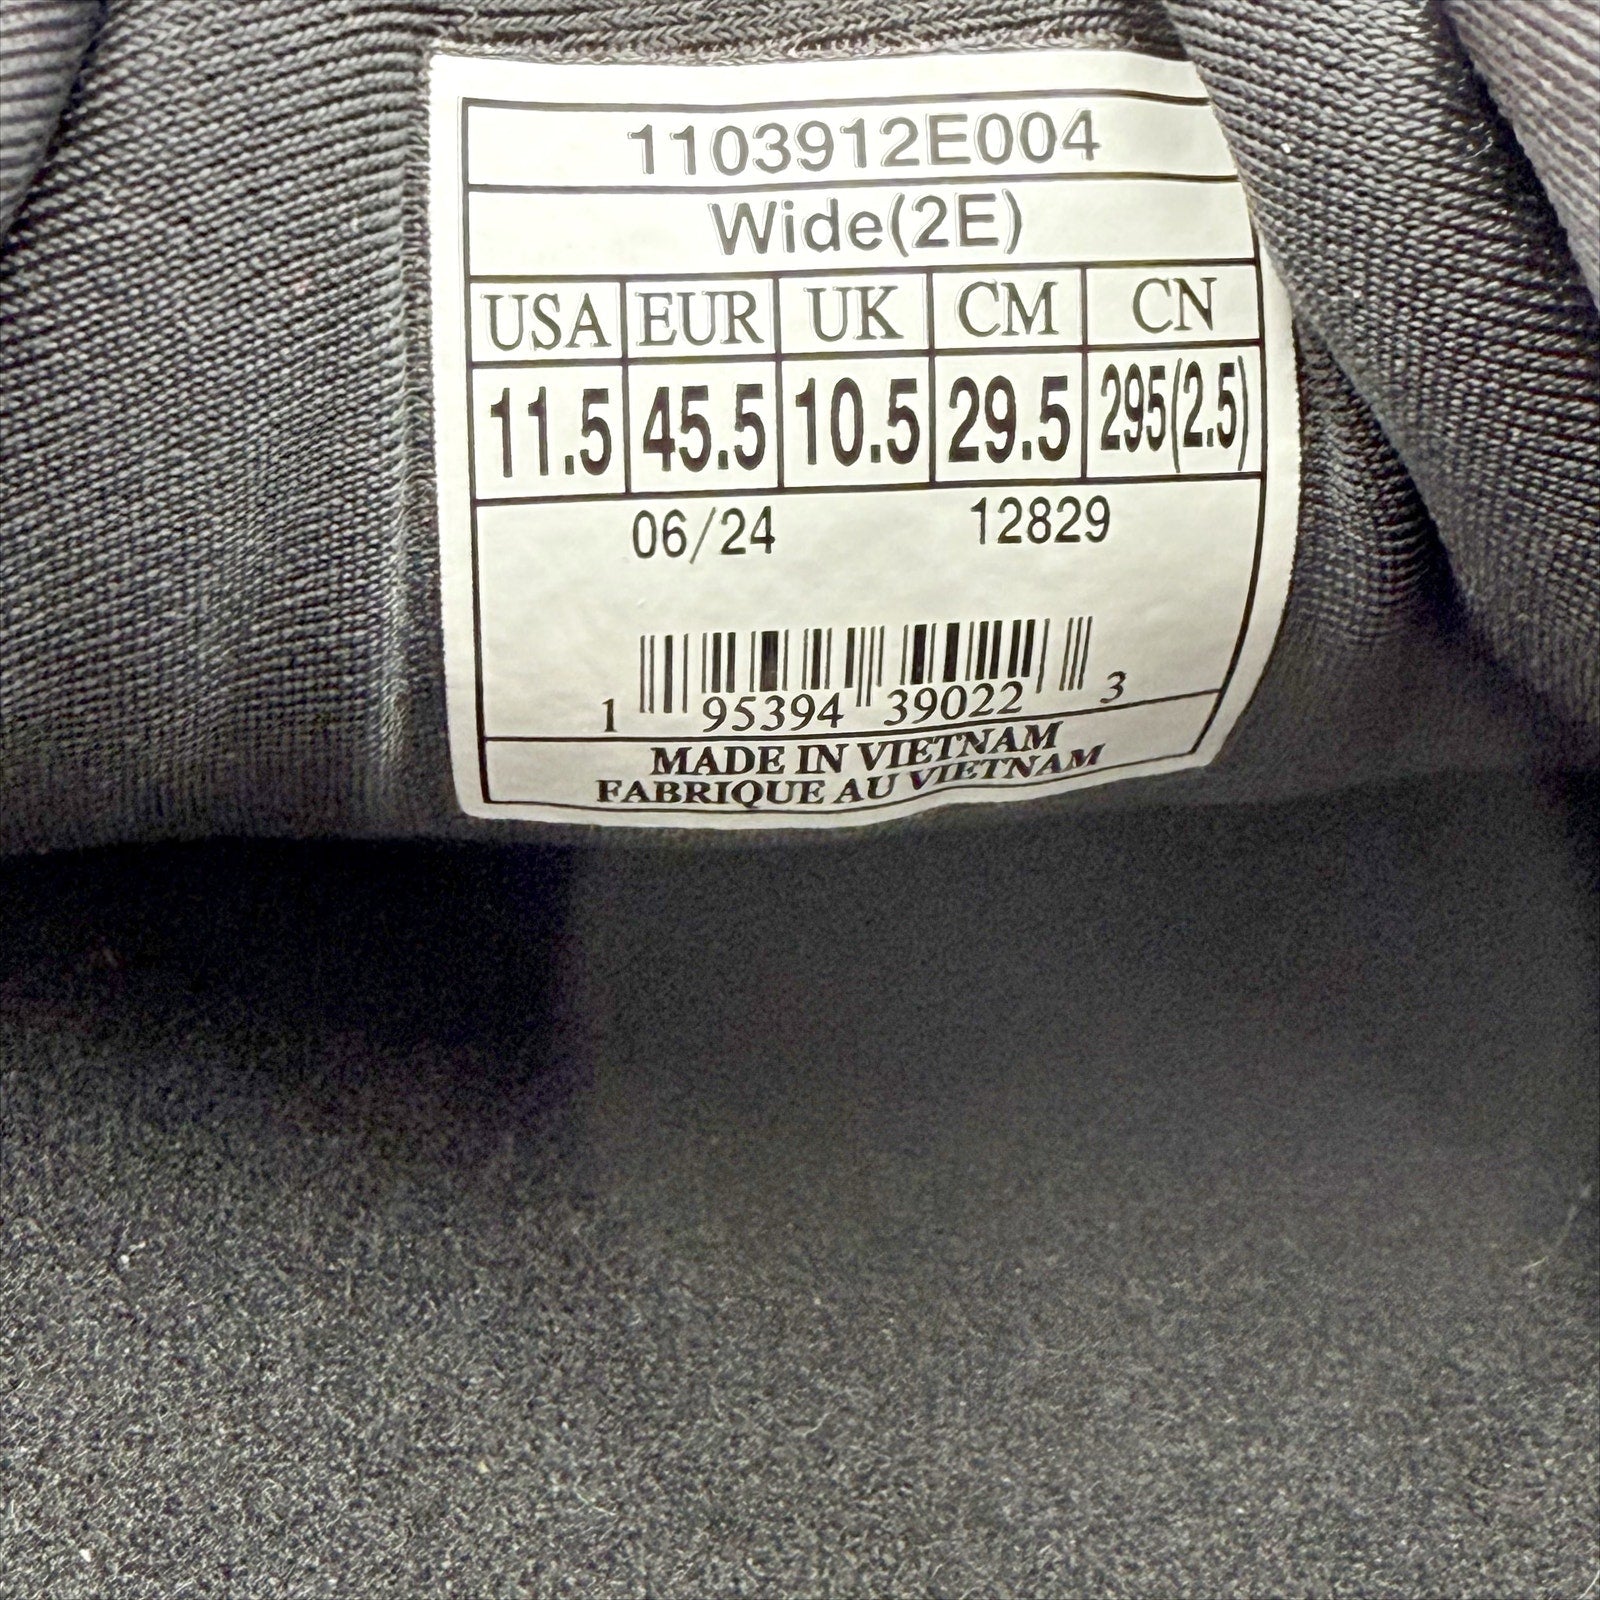 1103912E004
Wide(2E)
USA EUR UK CM CN
11.5 45.5 10.5 29.5 295(2.5)
06/24 12829
1 95394 39022 3
MADE IN VIETNAM
FABRIQUE AU VIETNAM